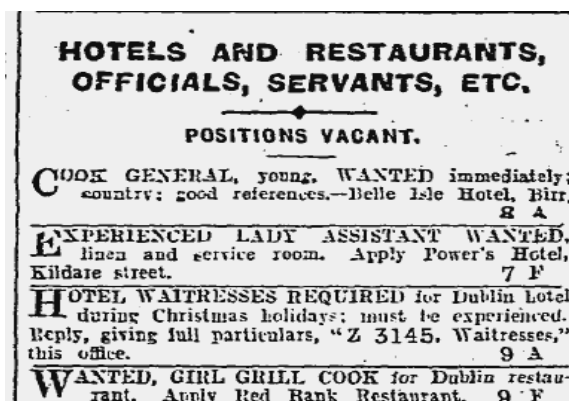 HOTELS AND RESTAURANTS,
OFFICIALS, SERVANTS, ETC.
POSITIONS VACANT.
COOK GENERAL, young, WANTED immediately;
country; good references.—Belle Isle Hotel, Birr.
8 A
EXPERIENCED LADY ASSISTANT WANTED,
linen and service room. Apply Power's Hotel,
Kildare street. 7 F
HOTEL WAITRESSES REQUIRED for Dublin hotel
during Christmas holidays; must be experienced.
Reply, giving full particulars, "Z 3145, Waitresses,"
this office. 9 A
WANTED, GIRL GRILL COOK for Dublin restau-
rant. Apply Red Bank Restaurant. 9 F